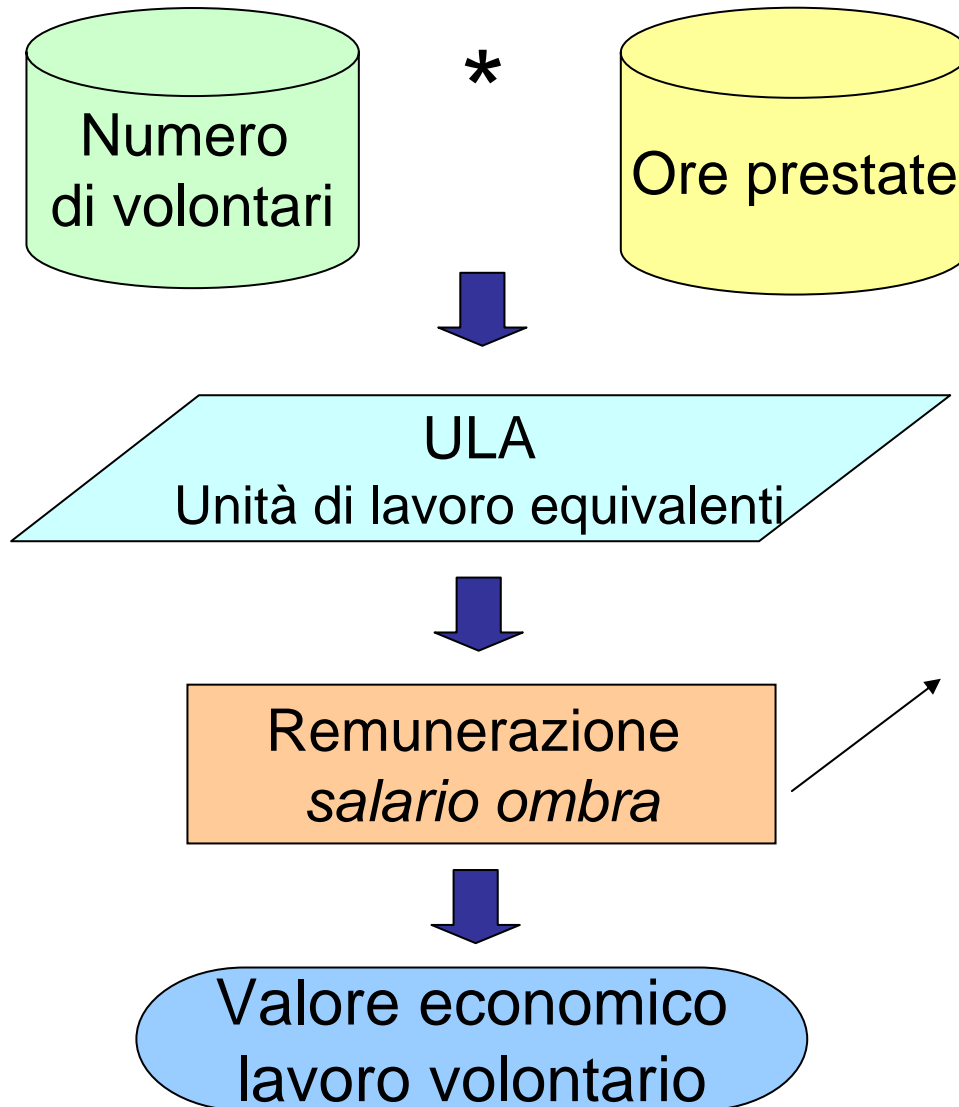 Numero
di volontari
*
Ore prestate
ULA
Unità di lavoro equivalenti
Remunerazione
salario ombra
Valore economico
lavoro volontario